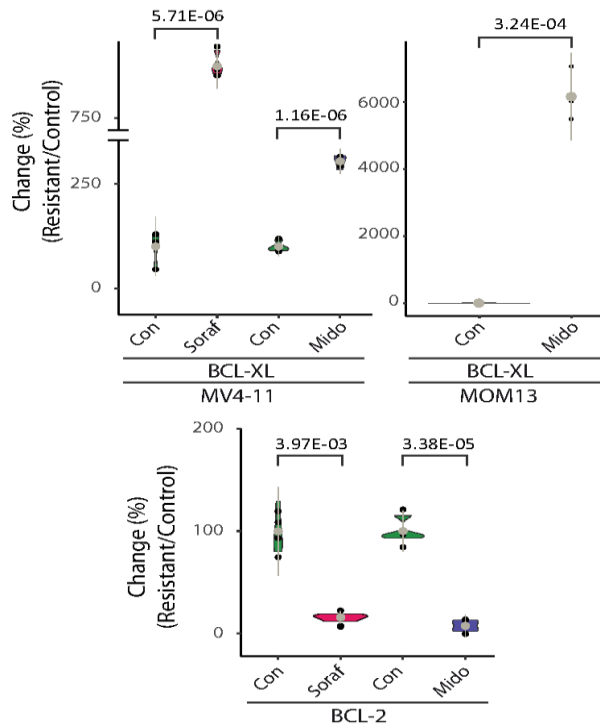 5.71E-06
3.24E-04
750
1.16E-06
6000
Change (%)
(Resistant/Control)
250
4000
2000
0
0
Con
Soraf
Con
Mido
Con
Mido
BCL-XL
BCL-XL
MV4-11
MOM13
200
3.97E-03
3.38E-05
Change (%)
(Resistant/Control)
100
0
Con
Soraf
Con
Mido
BCL-2